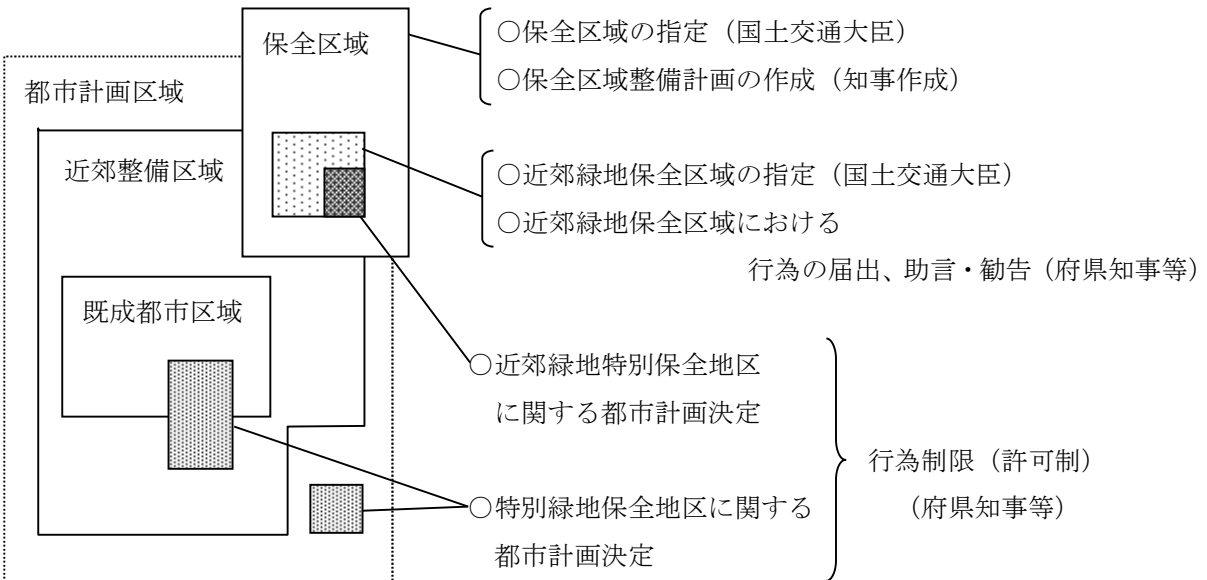 保全区域
都市計画区域
近郊整備区域
既成都市区域
○保全区域の指定（国土交通大臣）
○保全区域整備計画の作成（知事作成）
○近郊緑地保全区域の指定（国土交通大臣）
○近郊緑地保全区域における
行為の届出、助言・勧告（府県知事等）
○近郊緑地特別保全地区
に関する都市計画決定
○特別緑地保全地区に関する
都市計画決定
行為制限（許可制）
（府県知事等）